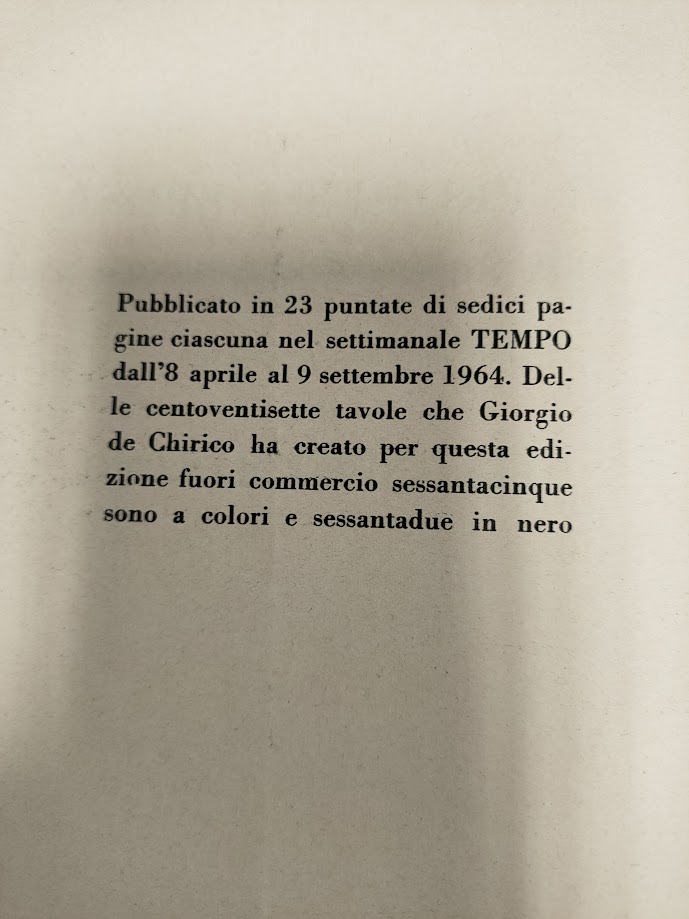 Pubblicato in 23 puntate di sedici pa-
gine ciascuna nel settimanale TEMPO
dall'8 aprile al 9 settembre 1964. Del-
le centoventisette tavole che Giorgio
de Chirico ha creato per questa edi-
zione fuori commercio sessantacinque
sono a colori e sessantadue in nero